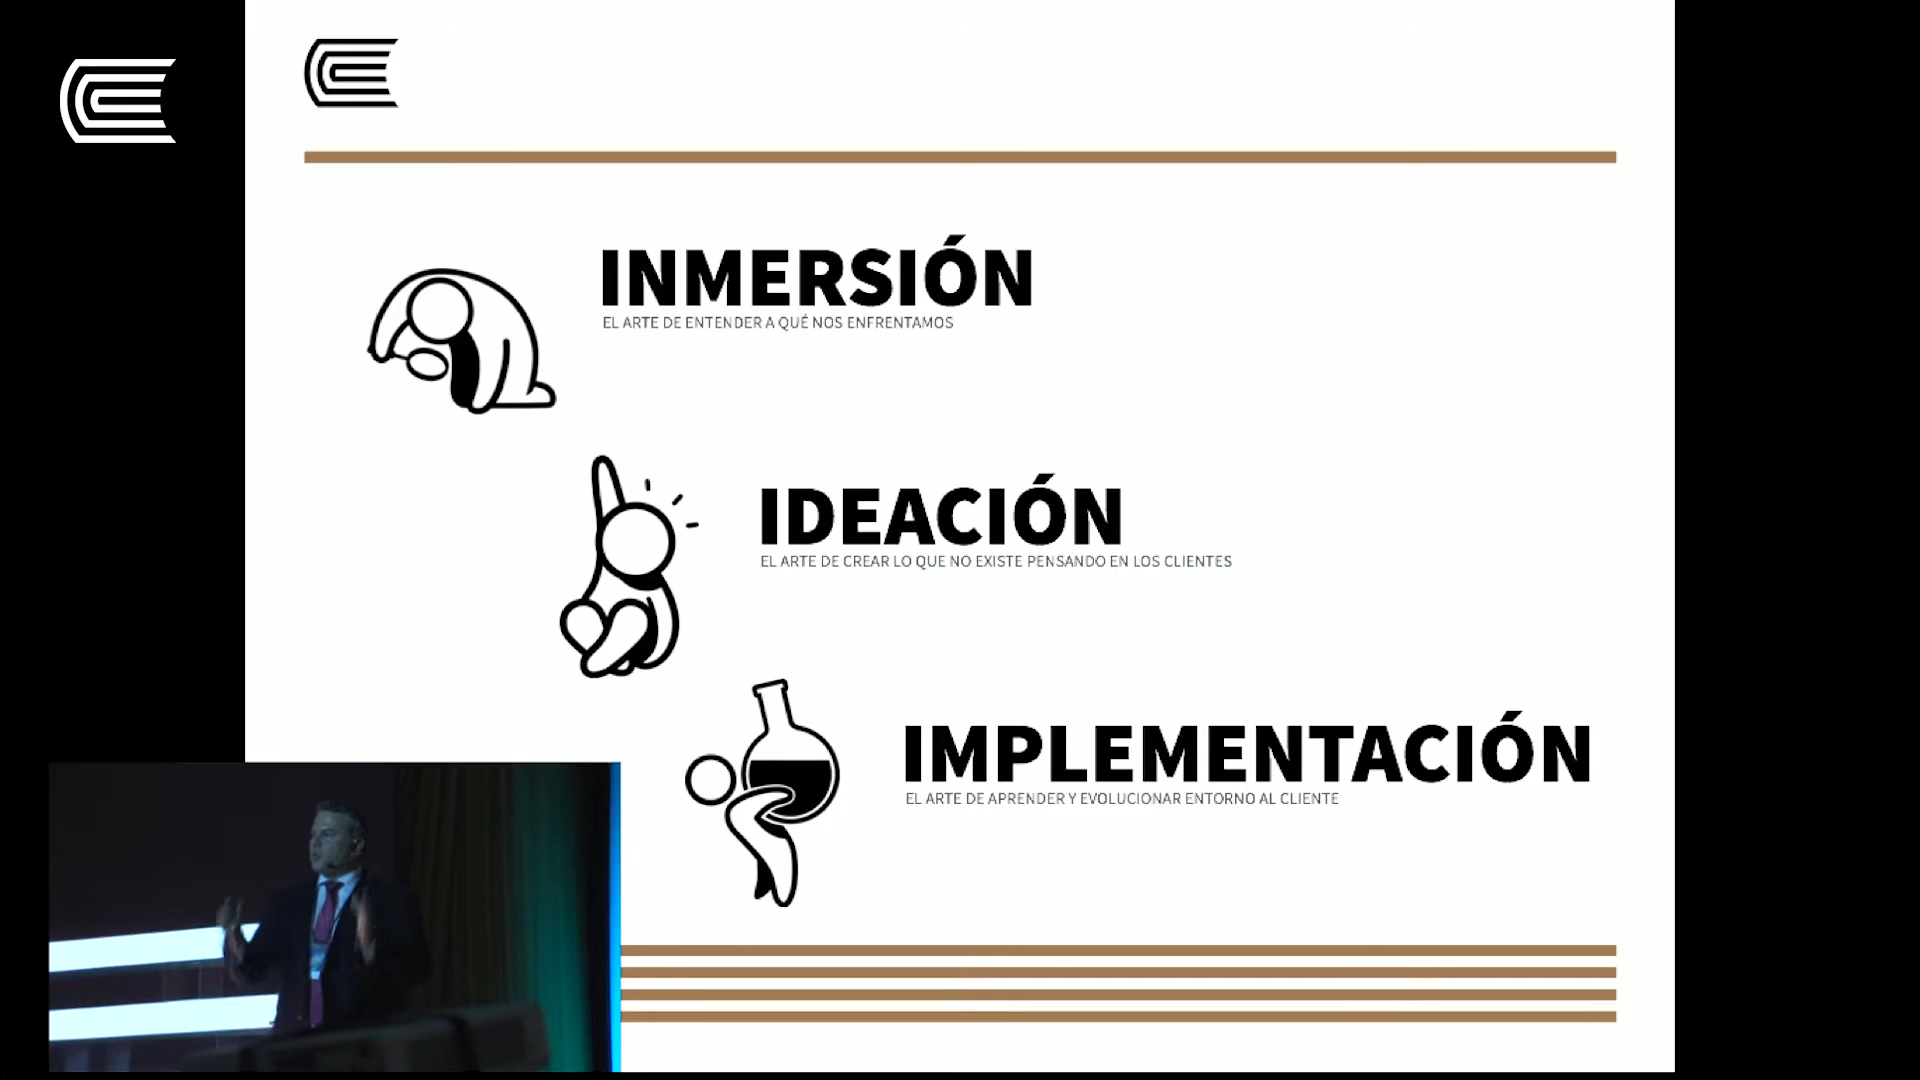 INMERSIÓN
EL ARTE DE ENTENDER A QUÉ NOS ENFRENTAMOS
IDEACIÓN
EL ARTE DE CREAR LO QUE NO EXISTE PENSANDO EN LOS CLIENTES
IMPLEMENTACIÓN
EL ARTE DE APRENDER Y EVOLUCIONAR ENTORNO AL CLIENTE